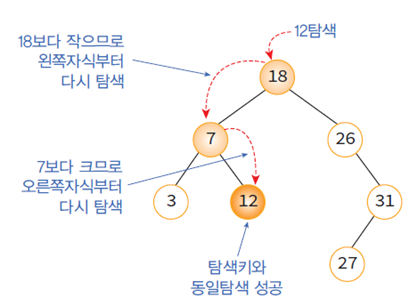 12탐색
18보다 작으므로
왼쪽자식부터
다시 탐색
18
7
26
7보다 크므로
오른쪽자식부터
다시 탐색
3
12
31
27
탐색키와
동일탐색 성공